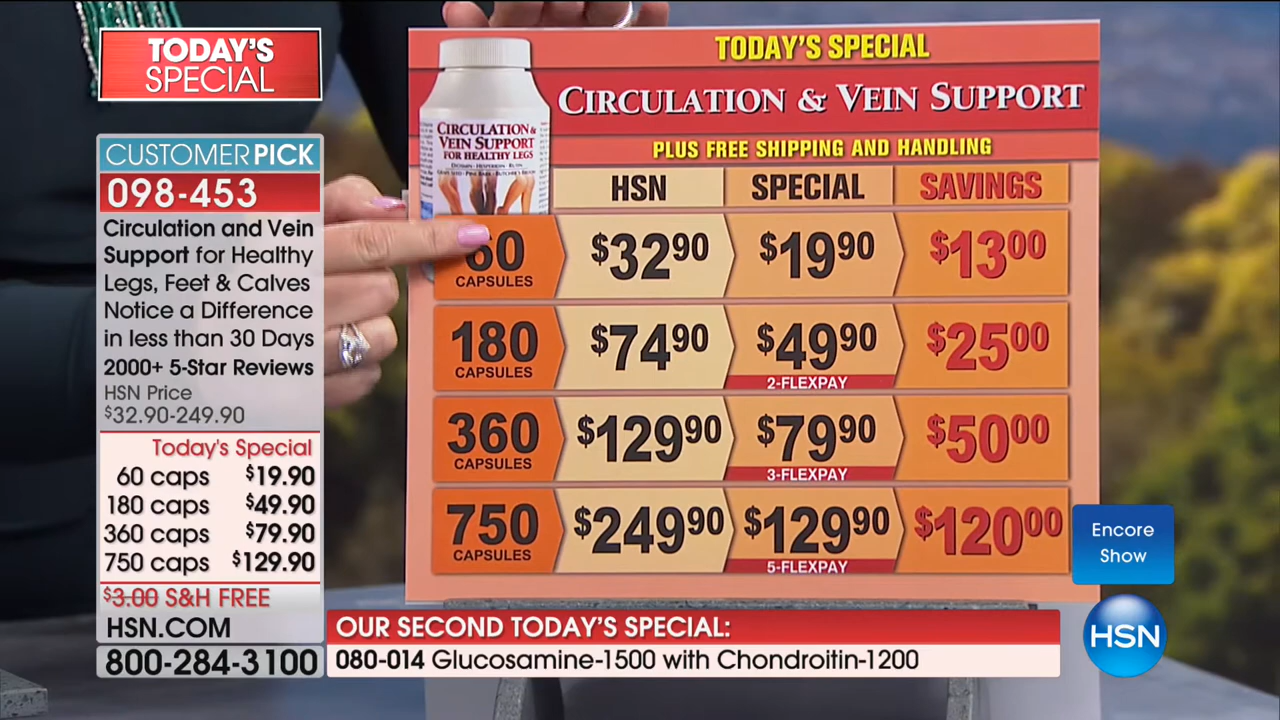 TODAY'S
SPECIAL
CUSTOMER PICK
098-453
Circulation and Vein
Support for Healthy
Legs, Feet & Calves
Notice a Difference
in less than 30 Days
2000+ 5-Star Reviews
HSN Price
$32.90-249.90
Today's Special
60 caps $19.90
180 caps $49.90
360 caps $79.90
750 caps $129.90
$3.00 S&H FREE
HSN.COM
800-284-3100
TODAY'S SPECIAL
CIRCULATION & VEIN SUPPORT
PLUS FREE SHIPPING AND HANDLING
CIRCULATION &
VEIN SUPPORT
FOR HEALTHY LEGS
HSN SPECIAL SAVINGS
60 $32.90 $19.90 $13.00
CAPSULES
180 $74.90 $49.90 $25.00
CAPSULES 2-FLEXPAY
360 $129.90 $79.90 $50.00
CAPSULES 3-FLEXPAY
750 $249.90 $129.90 $120.00
CAPSULES 5-FLEXPAY
Encore
Show
HSN
OUR SECOND TODAY'S SPECIAL:
080-014 Glucosamine-1500 with Chondroitin-1200